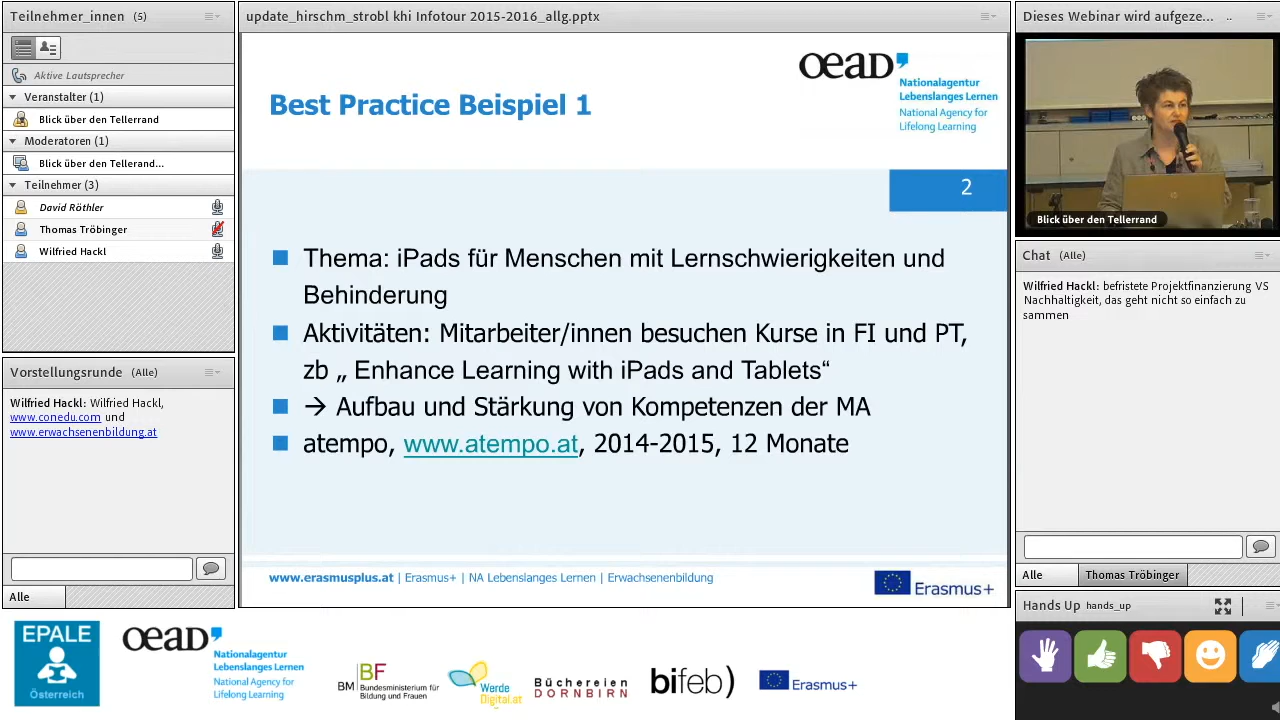 Teilnehmer_innen (5)
Aktive Lautsprecher
Veranstalter (1)
Blick über den Tellerrand
Moderatoren (1)
Blick über den Tellerrand...
Teilnehmer (3)
David Röthler
Thomas Tröbinger
Wilfried Hackl
Vorstellungsrunde (Alle)
Wilfried Hackl: Wilfried Hackl,
www.conedu.com und
www.erwachsenenbildung.at
Alle
update_hirschm_strobl khi Infotour 2015-2016_allg.pptx
Best Practice Beispiel 1
OEAD
Nationalagentur
Lebenslanges Lernen
National Agency for
Lifelong Learning
2
Thema: iPads für Menschen mit Lernschwierigkeiten und
Behinderung
Aktivitäten: Mitarbeiter/innen besuchen Kurse in FI und PT,
zb „ Enhance Learning with iPads and Tablets“
→ Aufbau und Stärkung von Kompetenzen der MA
atempo, www.atempo.at, 2014-2015, 12 Monate
www.erasmusplus.at | Erasmus+ | NA Lebenslanges Lernen | Erwachsenenbildung
Erasmus+
Dieses Webinar wird aufgeze... ..
Blick über den Tellerrand
Chat (Alle)
Wilfried Hackl: befristete Projektfinanzierung VS
Nachhaltigkeit, das geht nicht so einfach zu
sammen
Alle
Thomas Tröbinger
Hands Up hands_up
EPALE
Österreich
OEAD
Nationalagentur
Lebenslanges Lernen
National Agency for
Lifelong Learning
BM BF
Bundesministerium für
Bildung und Frauen
Werde
Digital.at
Büchereien
DORNBIRN
bifeb)
Erasmus+